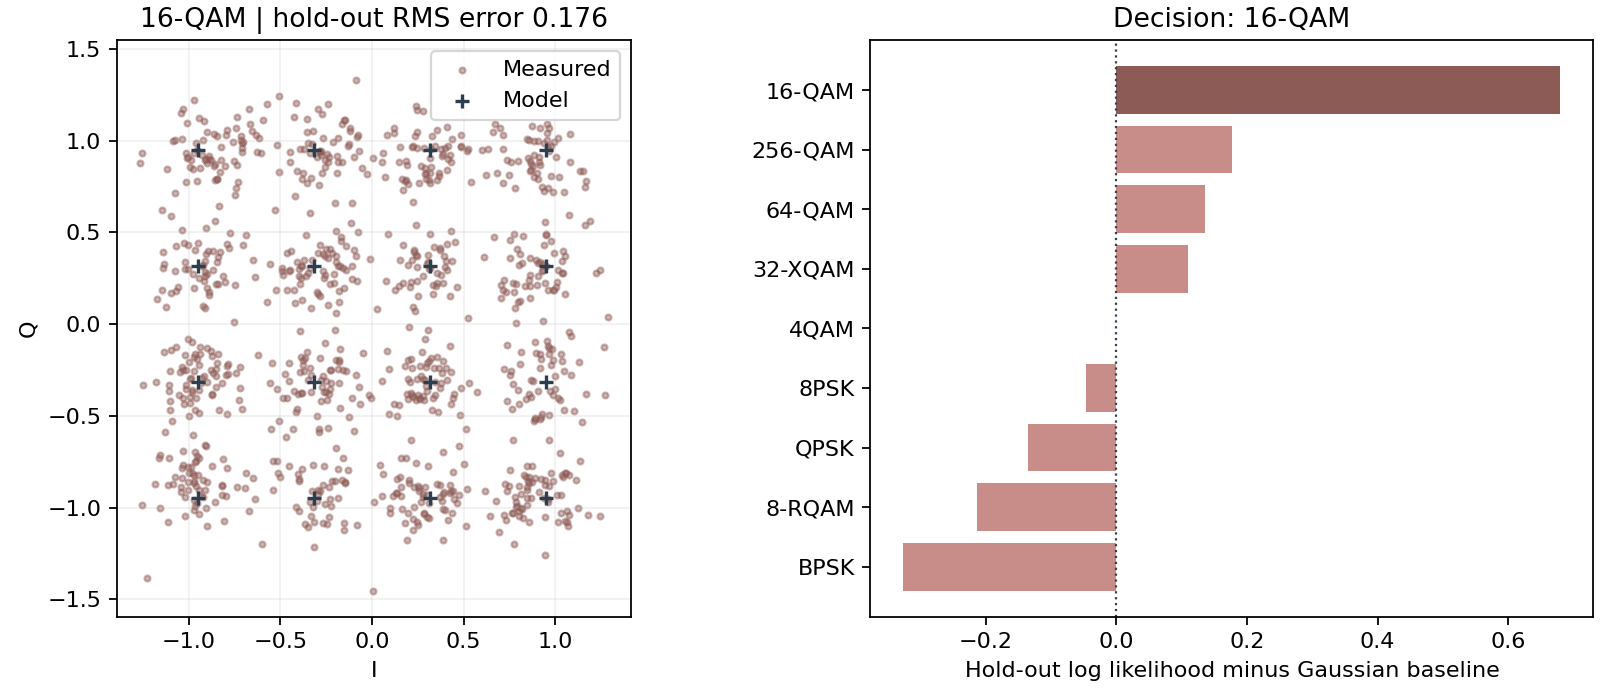 16-QAM | hold-out RMS error 0.176
Measured
Model
1.5
1.0
0.5
0.0
−0.5
−1.0
−1.5
Q
−1.0 −0.5 0.0 0.5 1.0
I
Decision: 16-QAM
16-QAM
256-QAM
64-QAM
32-XQAM
4QAM
8PSK
QPSK
8-RQAM
BPSK
−0.2 0.0 0.2 0.4 0.6
Hold-out log likelihood minus Gaussian baseline